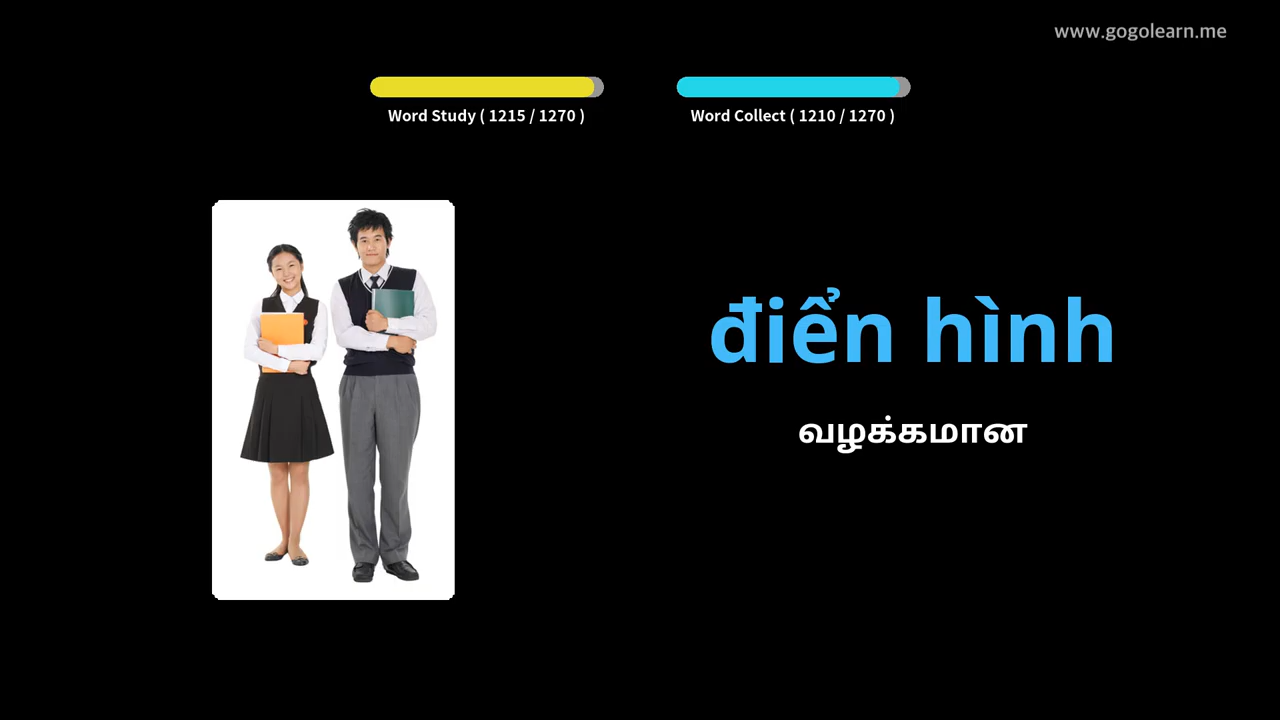 www.gogolearn.me
Word Study ( 1215 / 1270 )
Word Collect ( 1210 / 1270 )
điển hình
வழக்கமான